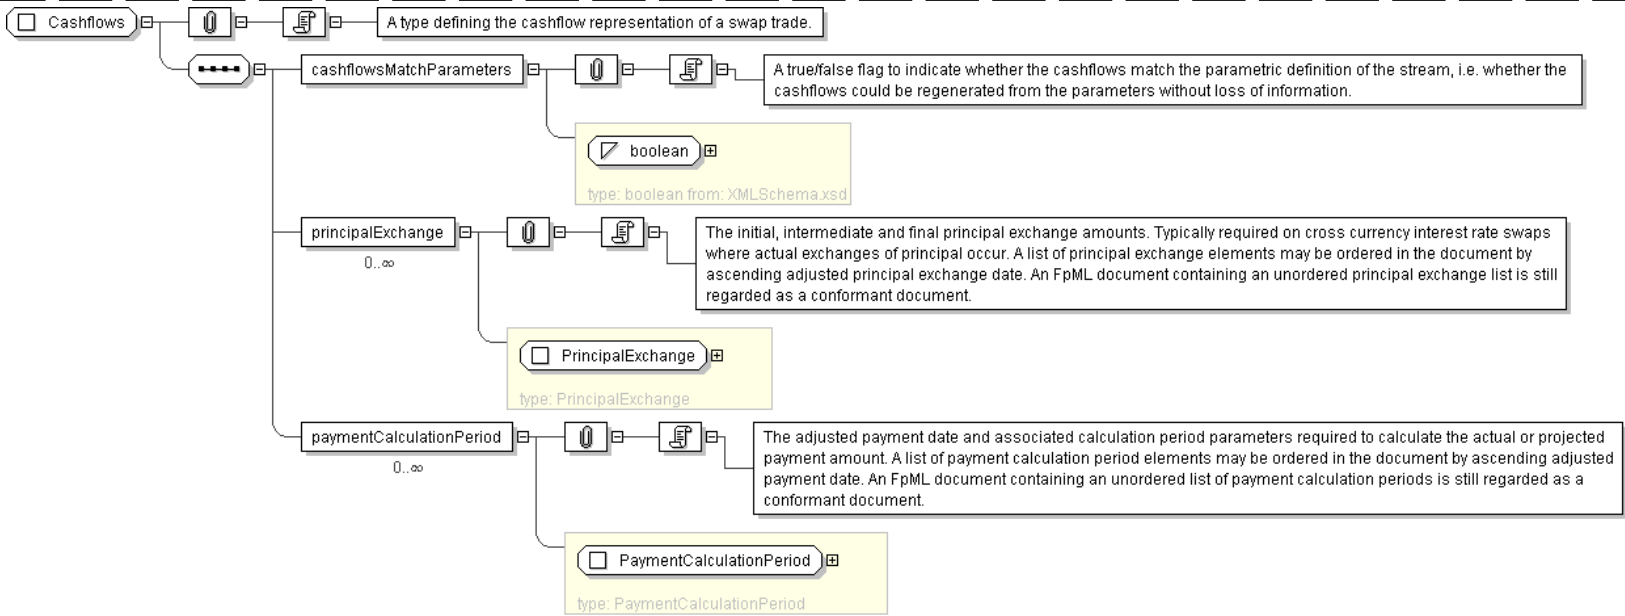 Cashflows
A type defining the cashflow representation of a swap trade.
cashflowsMatchParameters
A true/false flag to indicate whether the cashflows match the parametric definition of the stream, i.e. whether the
cashflows could be regenerated from the parameters without loss of information.
boolean
type: boolean from: XMLSchema.xsd
principalExchange
0..∞
The initial, intermediate and final principal exchange amounts. Typically required on cross currency interest rate swaps
where actual exchanges of principal occur. A list of principal exchange elements may be ordered in the document by
ascending adjusted principal exchange date. An FpML document containing an unordered principal exchange list is still
regarded as a conformant document.
PrincipalExchange
type: PrincipalExchange
paymentCalculationPeriod
0..∞
The adjusted payment date and associated calculation period parameters required to calculate the actual or projected
payment amount. A list of payment calculation period elements may be ordered in the document by ascending adjusted
payment date. An FpML document containing an unordered list of payment calculation periods is still regarded as a
conformant document.
PaymentCalculationPeriod
type: PaymentCalculationPeriod